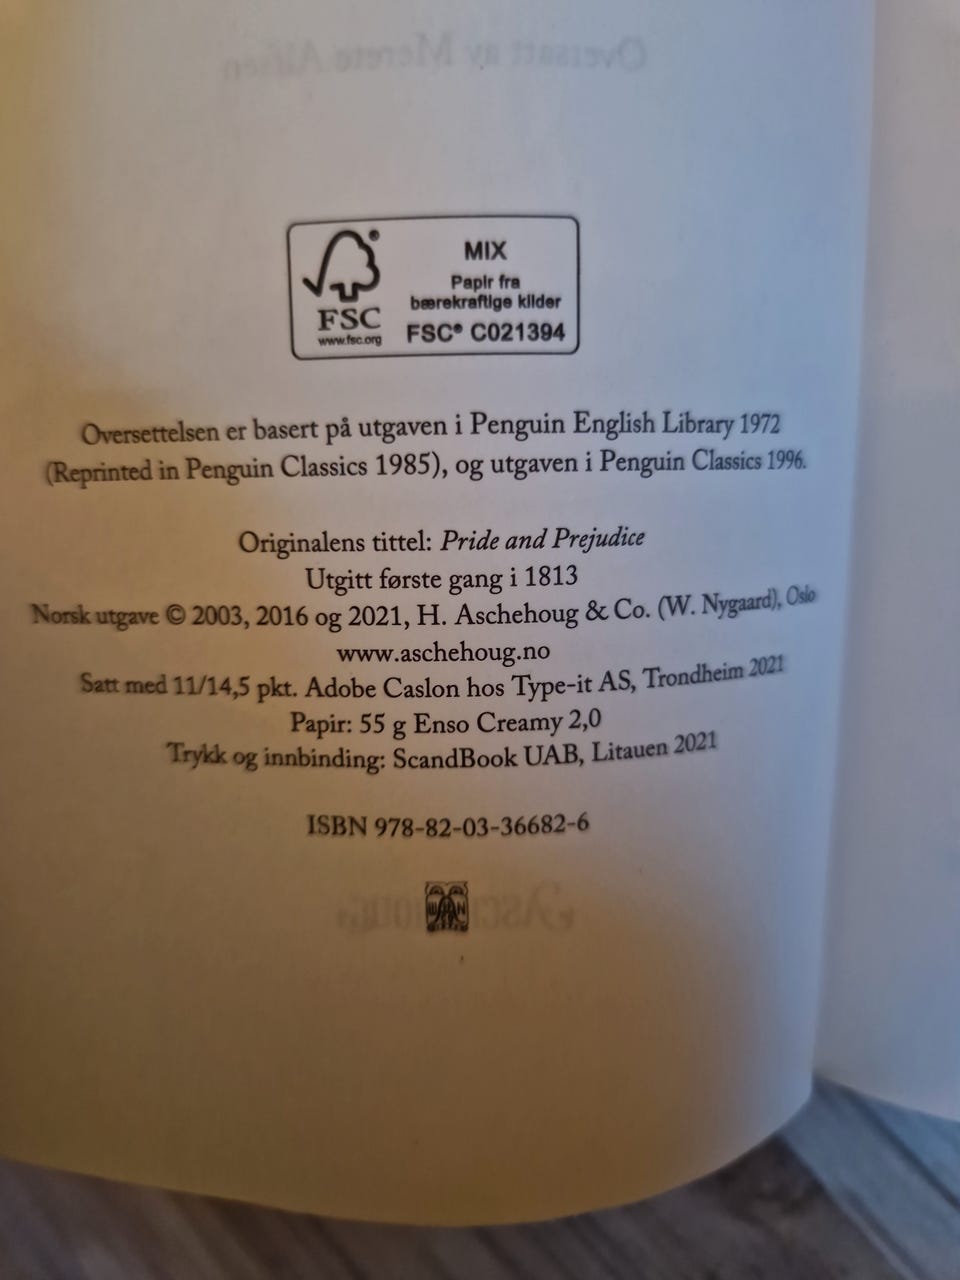 Oversatt av Merete Alfsen
FSC
www.fsc.org
MIX
Papir fra
bærekraftige kilder
FSC® C021394
Oversettelsen er basert på utgaven i Penguin English Library 1972
(Reprinted in Penguin Classics 1985), og utgaven i Penguin Classics 1996.
Originalens tittel: Pride and Prejudice
Utgitt første gang i 1813
Norsk utgave © 2003, 2016 og 2021, H. Aschehoug & Co. (W. Nygaard), Oslo
www.aschehoug.no
Satt med 11/14,5 pkt. Adobe Caslon hos Type-it AS, Trondheim 2021
Papir: 55 g Enso Creamy 2,0
Trykk og innbinding: ScandBook UAB, Litauen 2021
ISBN 978-82-03-36682-6